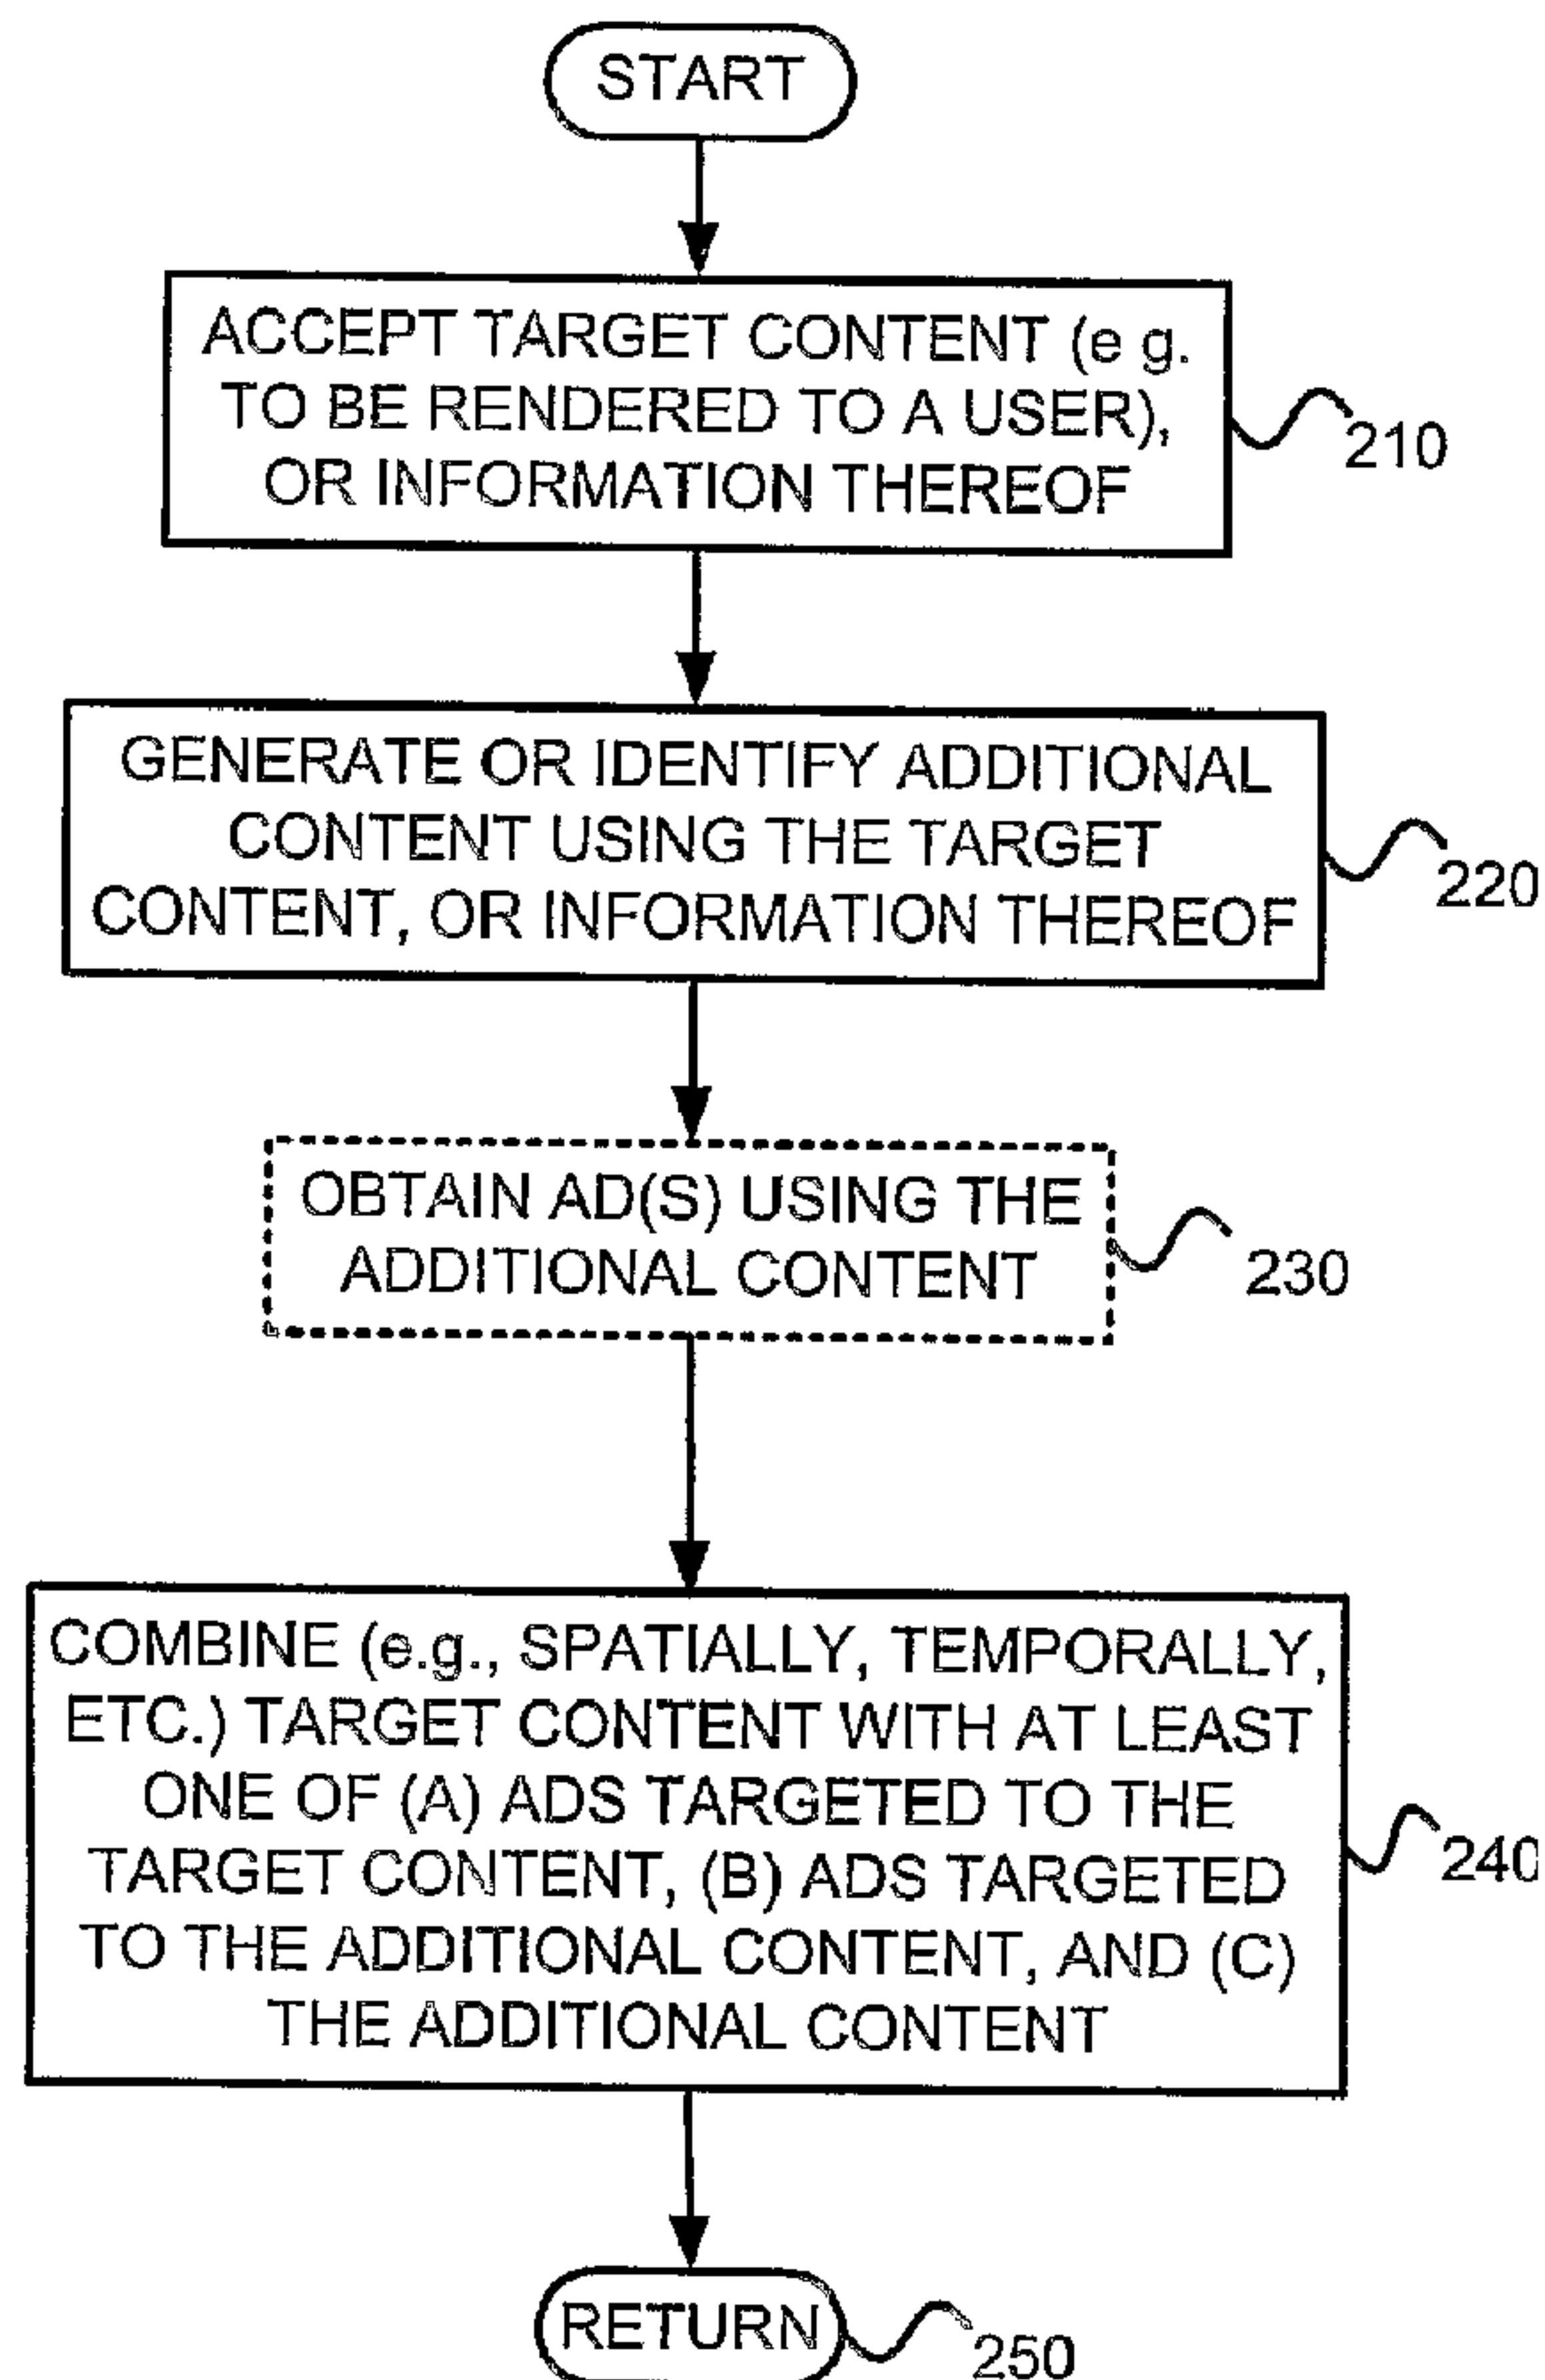 START
ACCEPT TARGET CONTENT (e g.
TO BE RENDERED TO A USER),
OR INFORMATION THEREOF
210
GENERATE OR IDENTIFY ADDITIONAL
CONTENT USING THE TARGET
CONTENT, OR INFORMATION THEREOF
220
OBTAIN AD(S) USING THE
ADDITIONAL CONTENT
230
COMBINE (e.g., SPATIALLY, TEMPORALLY,
ETC.) TARGET CONTENT WITH AT LEAST
ONE OF (A) ADS TARGETED TO THE
TARGET CONTENT, (B) ADS TARGETED
TO THE ADDITIONAL CONTENT, AND (C)
THE ADDITIONAL CONTENT
240
RETURN
250